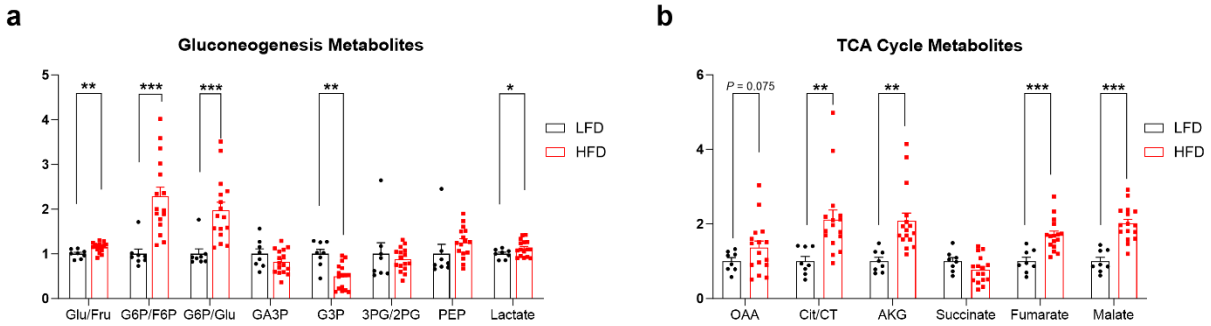 a
Gluconeogenesis Metabolites
5
4
3
2
1
0
** *** *** ** *
LFD
HFD
Glu/Fru G6P/F6P G6P/Glu GA3P G3P 3PG/2PG PEP Lactate
b
TCA Cycle Metabolites
6
4
2
0
P = 0.075 ** ** *** ***
LFD
HFD
OAA Cit/CT AKG Succinate Fumarate Malate